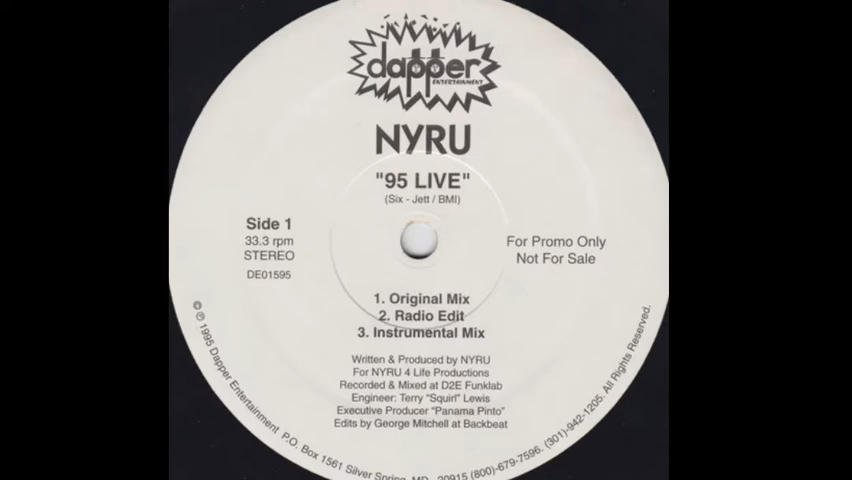 dapper
ENTERTAINMENT
NYRU
"95 LIVE"
(Six - Jett / BMI)
Side 1
33.3 rpm
STEREO
DE01595
For Promo Only
Not For Sale
1. Original Mix
2. Radio Edit
3. Instrumental Mix
Written & Produced by NYRU
For NYRU 4 Life Productions
Recorded & Mixed at D2E Funklab
Engineer: Terry "Squirl" Lewis
Executive Producer "Panama Pinto"
Edits by George Mitchell at Backbeat
© ℗ 1995 Dapper Entertainment P.O. Box 1561 Silver Spring, MD 20915 (800)-679-7596. (301)-942-1205. All Rights Reserved.